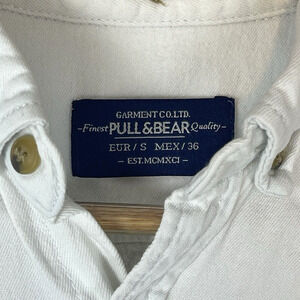 GARMENT CO.LTD.
-Finest PULL&BEAR Quality-
EUR/S MEX/36
- EST.MCMXCI -